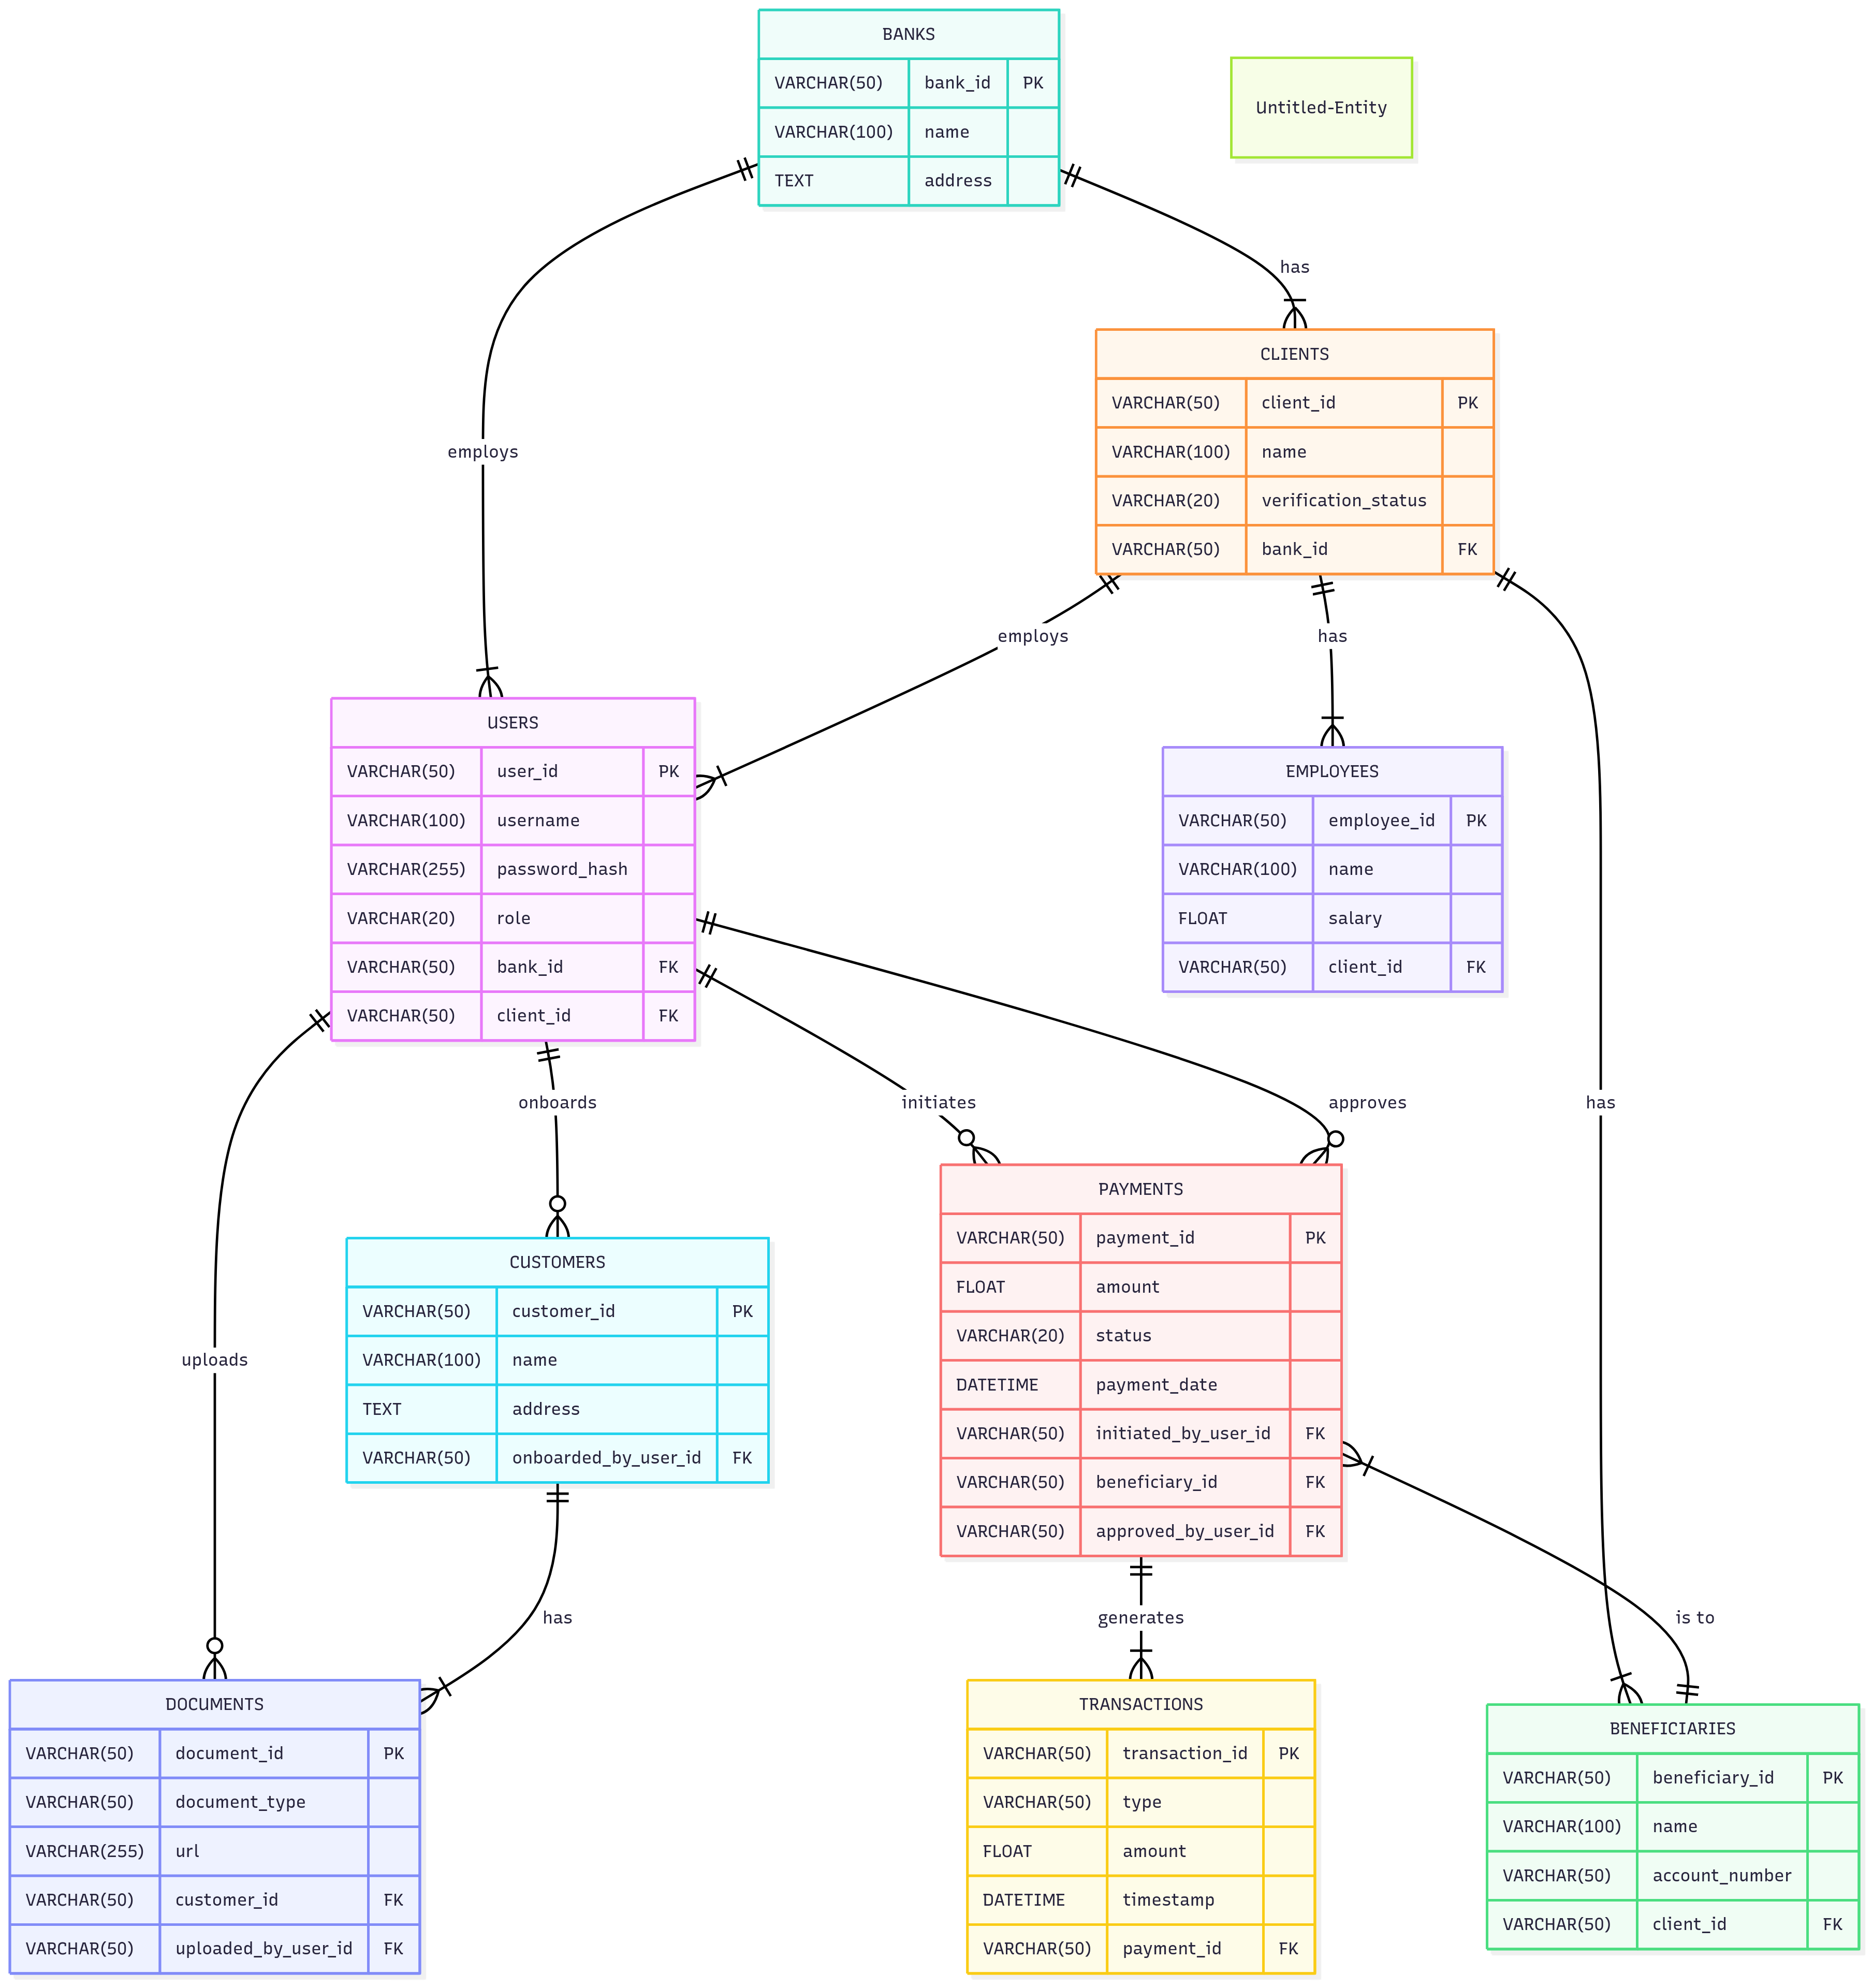 BANKS
VARCHAR(50) bank_id PK
VARCHAR(100) name
TEXT address
Untitled-Entity
has
employs
CLIENTS
VARCHAR(50) client_id PK
VARCHAR(100) name
VARCHAR(20) verification_status
VARCHAR(50) bank_id FK
employs
has
USERS
VARCHAR(50) user_id PK
VARCHAR(100) username
VARCHAR(255) password_hash
VARCHAR(20) role
VARCHAR(50) bank_id FK
VARCHAR(50) client_id FK
EMPLOYEES
VARCHAR(50) employee_id PK
VARCHAR(100) name
FLOAT salary
VARCHAR(50) client_id FK
onboards
initiates
approves
has
CUSTOMERS
VARCHAR(50) customer_id PK
VARCHAR(100) name
TEXT address
VARCHAR(50) onboarded_by_user_id FK
PAYMENTS
VARCHAR(50) payment_id PK
FLOAT amount
VARCHAR(20) status
DATETIME payment_date
VARCHAR(50) initiated_by_user_id FK
VARCHAR(50) beneficiary_id FK
VARCHAR(50) approved_by_user_id FK
uploads
has
generates
is to
DOCUMENTS
VARCHAR(50) document_id PK
VARCHAR(50) document_type
VARCHAR(255) url
VARCHAR(50) customer_id FK
VARCHAR(50) uploaded_by_user_id FK
TRANSACTIONS
VARCHAR(50) transaction_id PK
VARCHAR(50) type
FLOAT amount
DATETIME timestamp
VARCHAR(50) payment_id FK
BENEFICIARIES
VARCHAR(50) beneficiary_id PK
VARCHAR(100) name
VARCHAR(50) account_number
VARCHAR(50) client_id FK